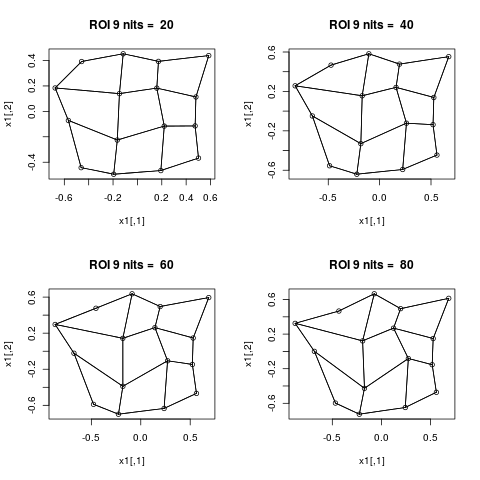 ROI 9 nits = 20
ROI 9 nits = 40
x1[,2]
-0.4 0.0 0.2 0.4
-0.6 -0.2 0.2 0.4 0.6
x1[,1]
x1[,2]
-0.6 -0.2 0.2 0.6
-0.5 0.0 0.5
x1[,1]
ROI 9 nits = 60
ROI 9 nits = 80
x1[,2]
-0.6 -0.2 0.2 0.6
-0.5 0.0 0.5
x1[,1]
x1[,2]
-0.6 -0.2 0.2 0.6
-0.5 0.0 0.5
x1[,1]